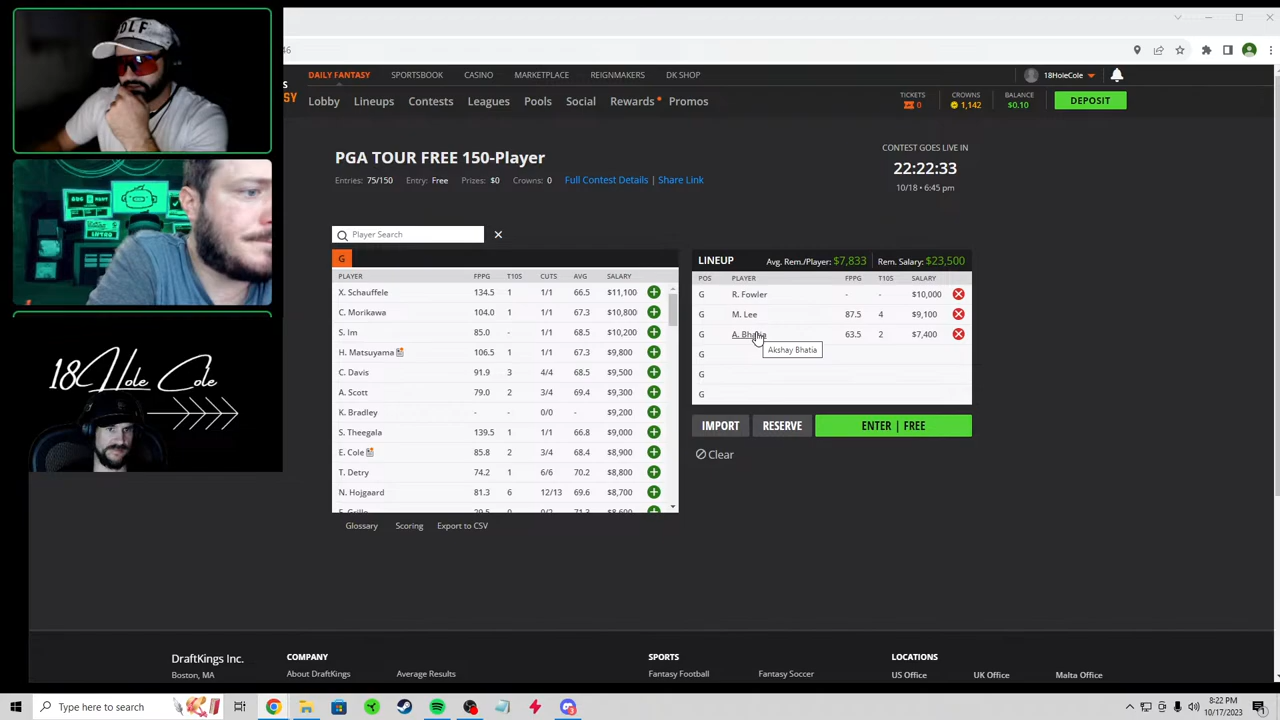 46
DAILY FANTASY SPORTSBOOK CASINO MARKETPLACE REIGNMAKERS DK SHOP 18HoleCole
Lobby Lineups Contests Leagues Pools Social Rewards Promos
TICKETS 0 CROWNS 1,142 BALANCE $0.10 DEPOSIT
PGA TOUR FREE 150-Player
Entries: 75/150 Entry: Free Prizes: $0 Crowns: 0 Full Contest Details | Share Link
CONTEST GOES LIVE IN
22:22:33
10/18 • 6:45 pm
Player Search
G
PLAYER FPPG T10S CUTS AVG SALARY
X. Schauffele 134.5 1 1/1 66.5 $11,100
C. Morikawa 104.0 1 1/1 67.3 $10,800
S. Im 85.0 - 1/1 68.5 $10,200
H. Matsuyama 106.5 1 1/1 67.3 $9,800
C. Davis 91.9 3 4/4 68.5 $9,500
A. Scott 79.0 2 3/4 69.4 $9,300
K. Bradley - - 0/0 - $9,200
S. Theegala 139.5 1 1/1 66.8 $9,000
E. Cole 85.8 2 3/4 68.4 $8,900
T. Detry 74.2 1 6/6 70.2 $8,800
N. Hojgaard 81.3 6 12/13 69.6 $8,700
Glossary Scoring Export to CSV
LINEUP Avg. Rem./Player: $7,833 Rem. Salary: $23,500
POS PLAYER FPPG T10S SALARY
G R. Fowler - - $10,000
G M. Lee 87.5 4 $9,100
G A. Bhatia 63.5 2 $7,400
Akshay Bhatia
G
G
G
IMPORT RESERVE ENTER | FREE
Clear
18Hole Cole
DraftKings Inc.
Boston, MA
COMPANY
About DraftKings Average Results
SPORTS
Fantasy Football Fantasy Soccer
LOCATIONS
US Office UK Office Malta Office
Type here to search
8:22 PM
10/17/2023